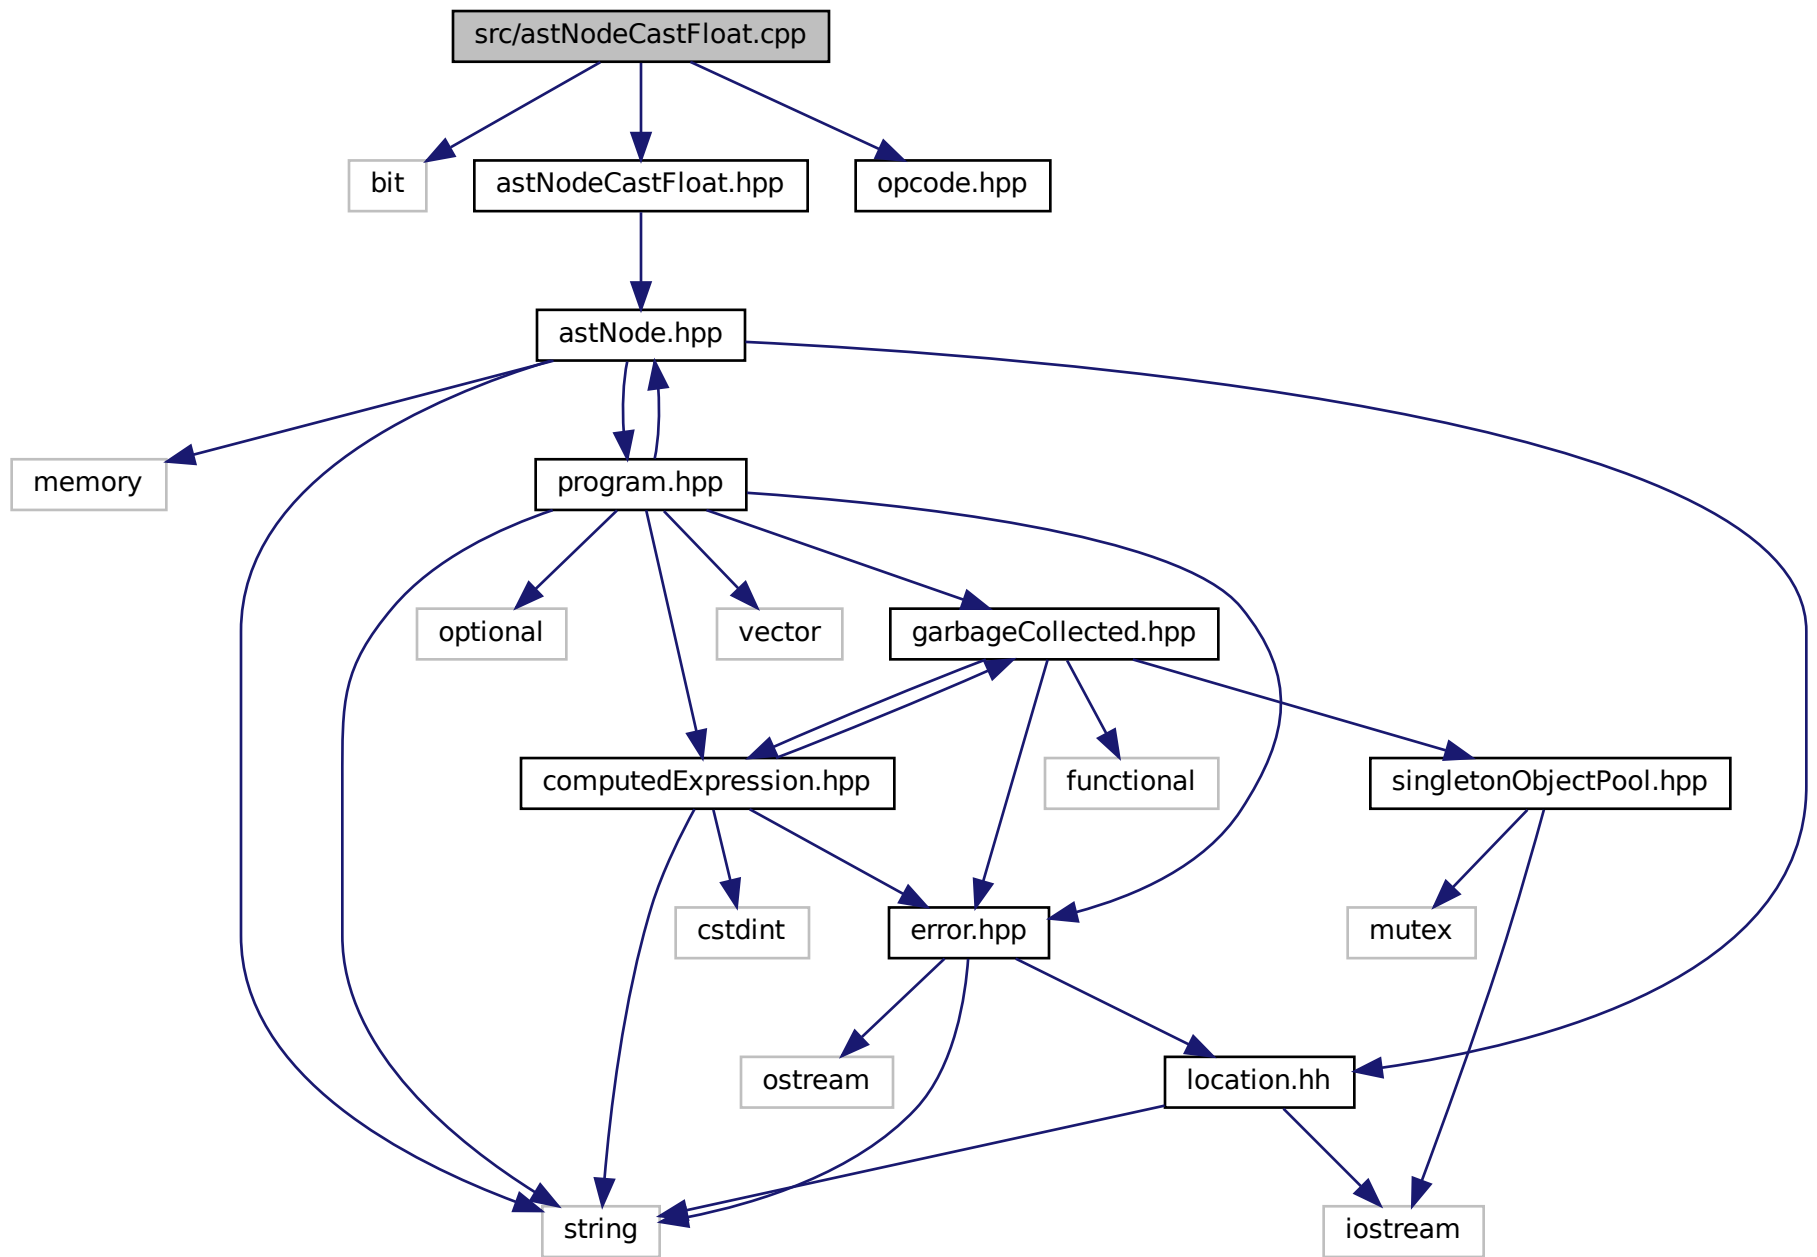 src/astNodeCastFloat.cpp
bit
astNodeCastFloat.hpp
opcode.hpp
astNode.hpp
memory
program.hpp
optional
vector
garbageCollected.hpp
computedExpression.hpp
functional
singletonObjectPool.hpp
cstdint
error.hpp
mutex
ostream
location.hh
string
iostream